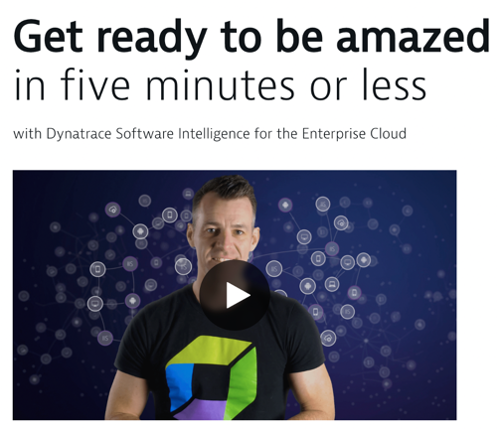 Get ready to be amazed
in five minutes or less
with Dynatrace Software Intelligence for the Enterprise Cloud